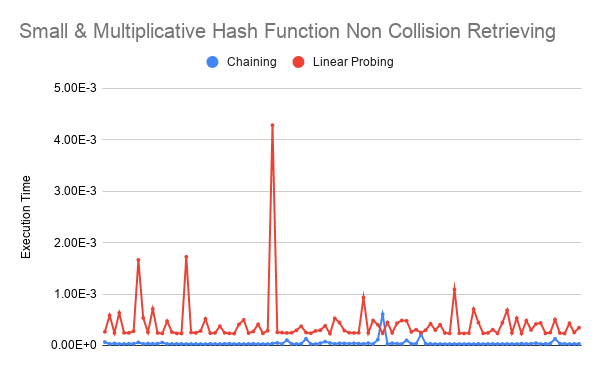 Small & Multiplicative Hash Function Non Collision Retrieving
Chaining Linear Probing
5.00E-3
4.00E-3
3.00E-3
2.00E-3
1.00E-3
0.00E+0
Execution Time